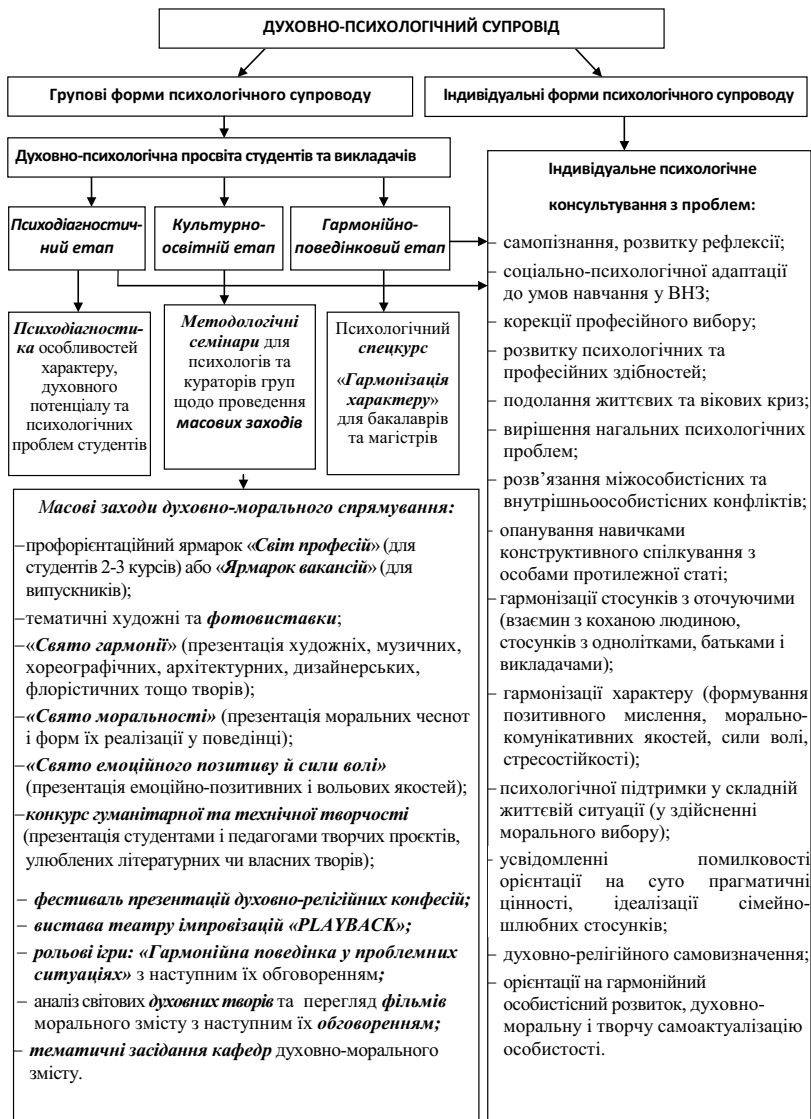 ДУХОВНО-ПСИХОЛОГІЧНИЙ СУПРОВІД
Групові форми психологічного супроводу
Індивідуальні форми психологічного супроводу
Духовно-психологічна просвіта студентів та викладачів
Психодіагностич-
ний етап
Культурно-
освітній етап
Гармонійно-
поведінковий етап
Психодіагности-
ка особливостей
характеру,
духовного
потенціалу та
психологічних
проблем студентів
Методологічні
семінари для
психологів та
кураторів груп
щодо проведення
масових заходів
Психологічний
спецкурс
«Гармонізація
характеру»
для бакалаврів
та магістрів
Масові заходи духовно-морального спрямування:
–профорієнтаційний ярмарок «Світ професій» (для
студентів 2-3 курсів) або «Ярмарок вакансій» (для
випускників);
–тематичні художні та фотовиставки;
–«Свято гармонії» (презентація художніх, музичних,
хореографічних, архітектурних, дизайнерських,
флористичних тощо творів);
–«Свято моральності» (презентація моральних чеснот
і форм їх реалізації у поведінці);
–«Свято емоційного позитиву й сили волі»
(презентація емоційно-позитивних і вольових якостей);
–конкурс гуманітарної та технічної творчості
(презентація студентами і педагогами творчих проєктів,
улюблених літературних чи власних творів);
– фестиваль презентацій духовно-релігійних конфесій;
– вистава театру імпровізацій «PLAYBACK»;
– рольові ігри: «Гармонійна поведінка у проблемних
ситуаціях» з наступним їх обговоренням;
– аналіз світових духовних творів та перегляд фільмів
морального змісту з наступним їх обговоренням;
– тематичні засідання кафедр духовно-морального
змісту.
Індивідуальне психологічне
консультування з проблем:
– самопізнання, розвитку рефлексії;
– соціально-психологічної адаптації
до умов навчання у ВНЗ;
– корекції професійного вибору;
– розвитку психологічних та
професійних здібностей;
– подолання життєвих та вікових криз;
– вирішення нагальних психологічних
проблем;
– розв’язання міжособистісних та
внутрішньоособистісних конфліктів;
– опанування навичками
конструктивного спілкування з
особами протилежної статі;
– гармонізації стосунків з оточуючими
(взаємин з коханою людиною,
стосунків з однолітками, батьками і
викладачами);
– гармонізації характеру (формування
позитивного мислення, морально-
комунікативних якостей, сили волі,
стресостійкості);
– психологічної підтримки у складній
життєвій ситуації (у здійсненні
морального вибору);
– усвідомленні помилковості
орієнтації на суто прагматичні
цінності, ідеалізації сімейно-
шлюбних стосунків;
– духовно-релігійного самовизначення;
– орієнтації на гармонійний
особистісний розвиток, духовно-
моральну і творчу самоактуалізацію
особистості.